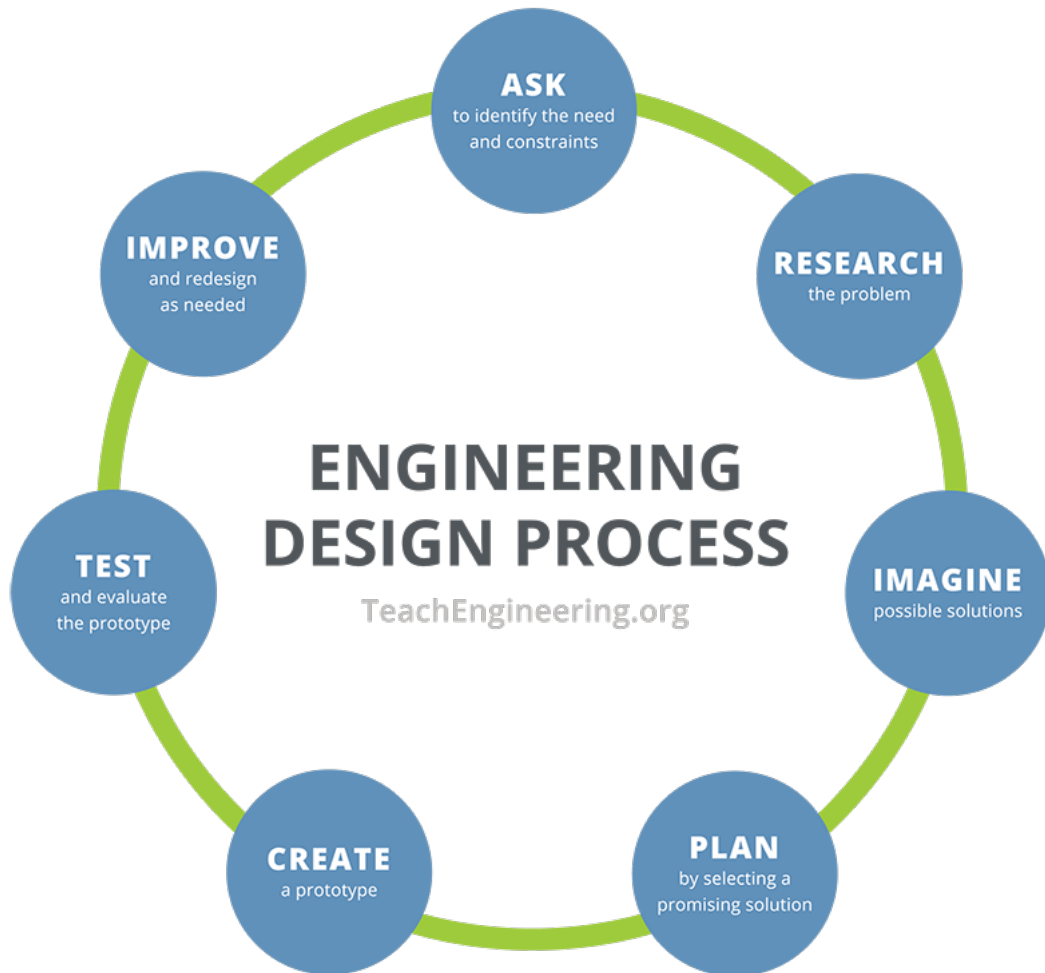 ASK
to identify the need
and constraints
RESEARCH
the problem
IMAGINE
possible solutions
PLAN
by selecting a
promising solution
CREATE
a prototype
TEST
and evaluate
the prototype
IMPROVE
and redesign
as needed
ENGINEERING
DESIGN PROCESS
TeachEngineering.org